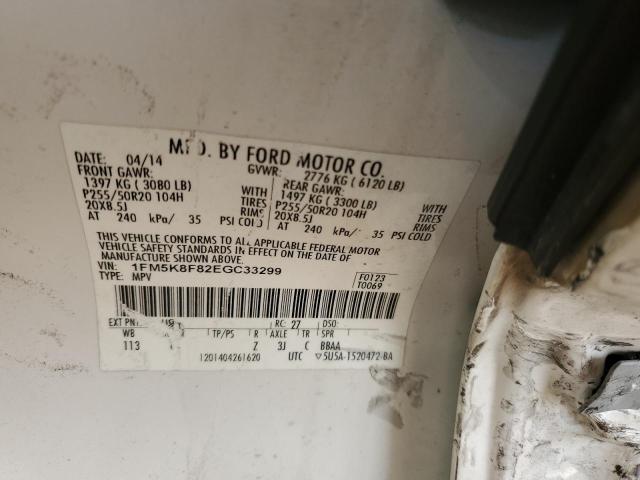 MFD. BY FORD MOTOR CO.
DATE: 04/14 GVWR: 2776 KG ( 6120 LB)
FRONT GAWR: REAR GAWR:
1397 KG ( 3080 LB) WITH 1497 KG ( 3300 LB) WITH
P255/50R20 104H TIRES P255/50R20 104H TIRES
20X8.5J RIMS 20X8.5J RIMS
AT 240 kPa/ 35 PSI COLD AT 240 kPa/ 35 PSI COLD
THIS VEHICLE CONFORMS TO ALL APPLICABLE FEDERAL MOTOR
VEHICLE SAFETY STANDARDS IN EFFECT ON THE DATE OF
MANUFACTURE SHOWN ABOVE.
VIN: 1FM5K8F82EGC33299 F0123
TYPE: MPV T0069
EXT PNT: RC: 27 DSO:
WB TP/PS R AXLE TR SPR
113 Z 3J C BBAA
1201404261620 UTC ▽5U5A-1520472-BA